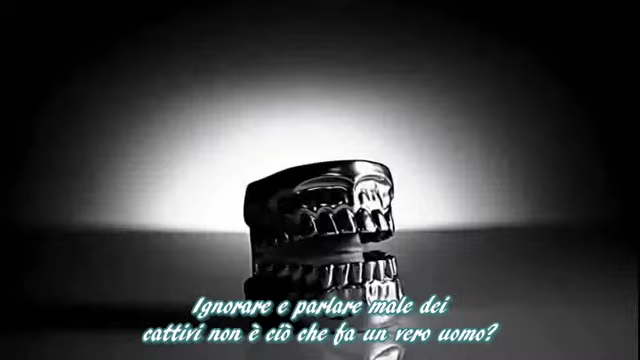 Ignorare e parlare male dei
cattivi non è ciò che fa un vero uomo?